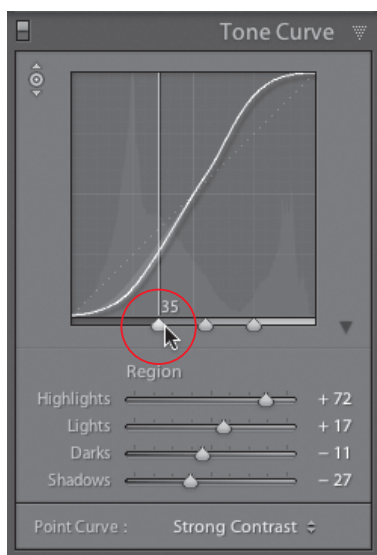 Tone Curve
35
Region
Highlights + 72
Lights + 17
Darks - 11
Shadows - 27
Point Curve : Strong Contrast